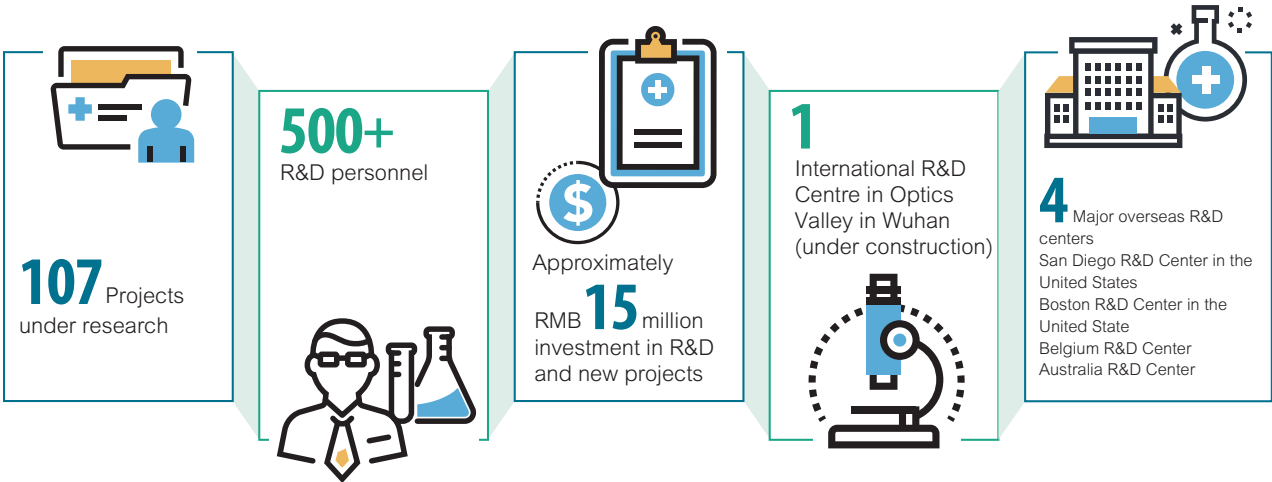 107 Projects
under research
500+
R&D personnel
$
Approximately
RMB 15 million
investment in R&D
and new projects
1
International R&D
Centre in Optics
Valley in Wuhan
(under construction)
4 Major overseas R&D
centers
San Diego R&D Center in the
United States
Boston R&D Center in the
United State
Belgium R&D Center
Australia R&D Center